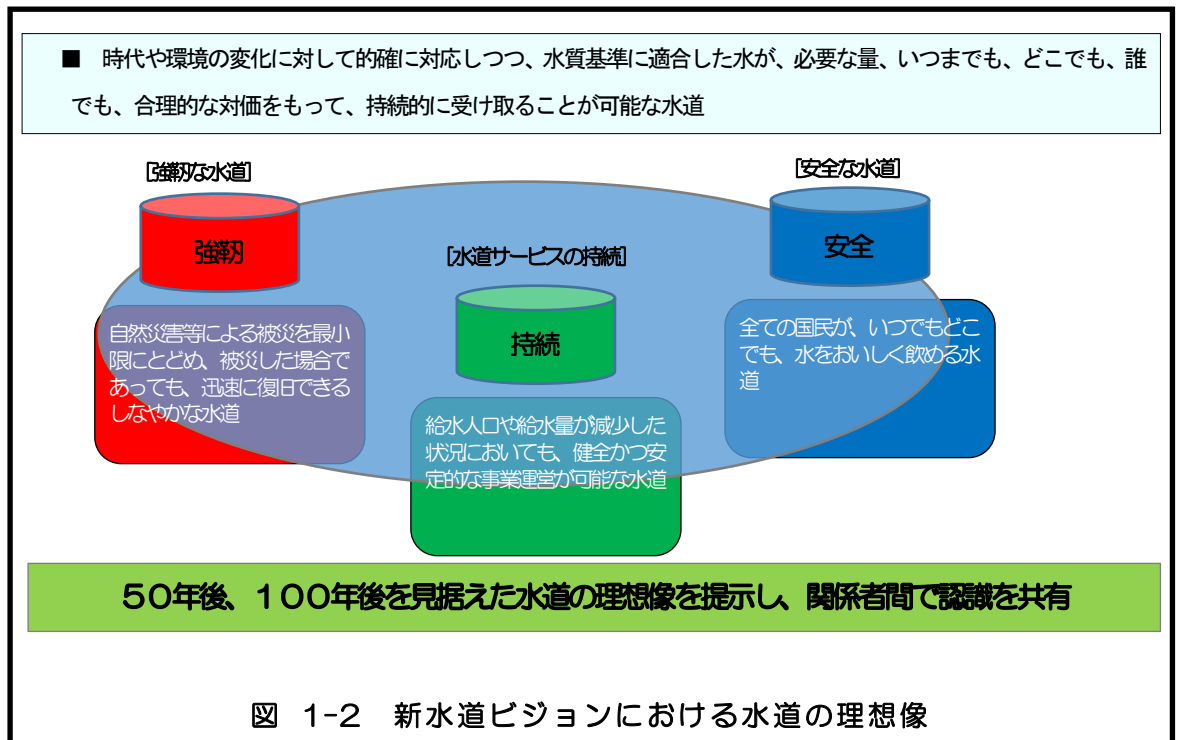 ■ 時代や環境の変化に対して的確に対応しつつ、水質基準に適合した水が、必要な量、いつまでも、どこでも、誰
でも、合理的な対価をもって、持続的に受け取ることが可能な水道
[強靭な水道]
強靭
自然災害等による被災を最小
限にとどめ、被災した場合で
あっても、迅速に復旧できる
しなやかな水道
[水道サービスの持続]
持続
給水人口や給水量が減少した
状況においても、健全かつ安
定的な事業運営が可能な水道
[安全な水道]
安全
全ての国民が、いつでもどこ
でも、水をおいしく飲める水
道
50年後、100年後を見据えた水道の理想像を提示し、関係者間で認識を共有
図 1-2 新水道ビジョンにおける水道の理想像